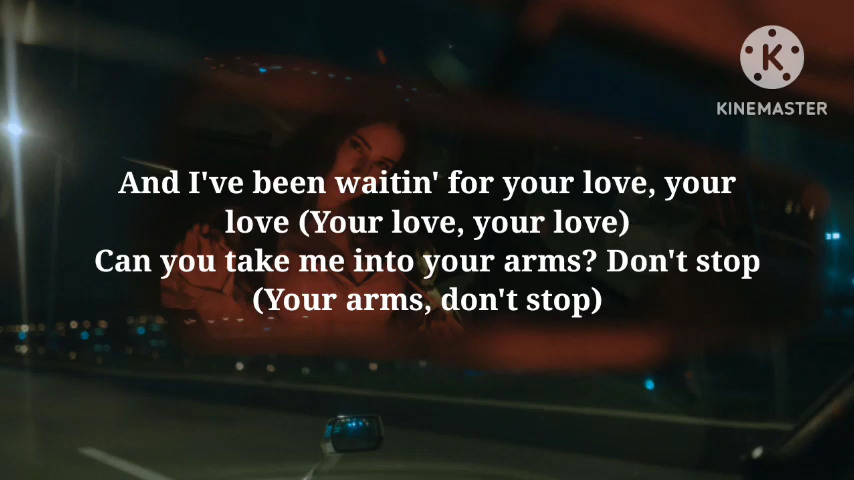 KINEMASTER
And I've been waitin' for your love, your
love (Your love, your love)
Can you take me into your arms? Don't stop
(Your arms, don't stop)